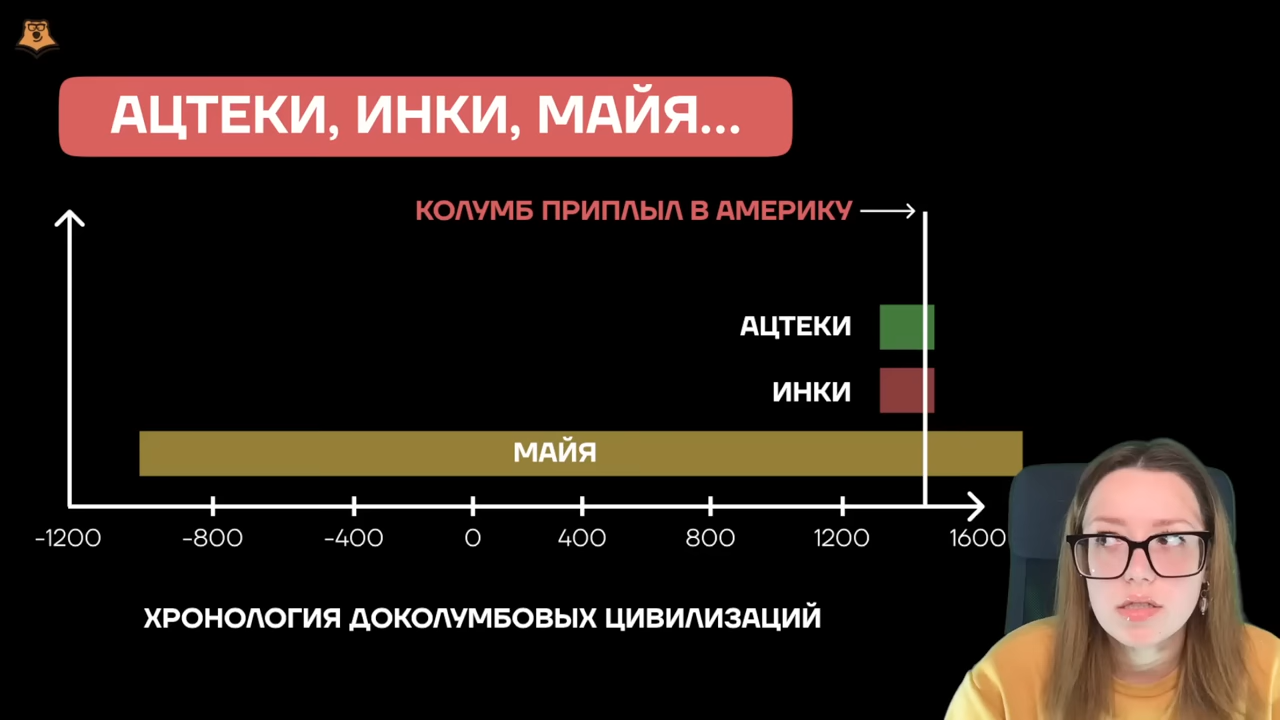 АЦТЕКИ, ИНКИ, МАЙЯ...
КОЛУМБ ПРИПЛЫЛ В АМЕРИКУ
АЦТЕКИ
ИНКИ
МАЙЯ
-1200 -800 -400 0 400 800 1200 1600
ХРОНОЛОГИЯ ДОКОЛУМБОВЫХ ЦИВИЛИЗАЦИЙ